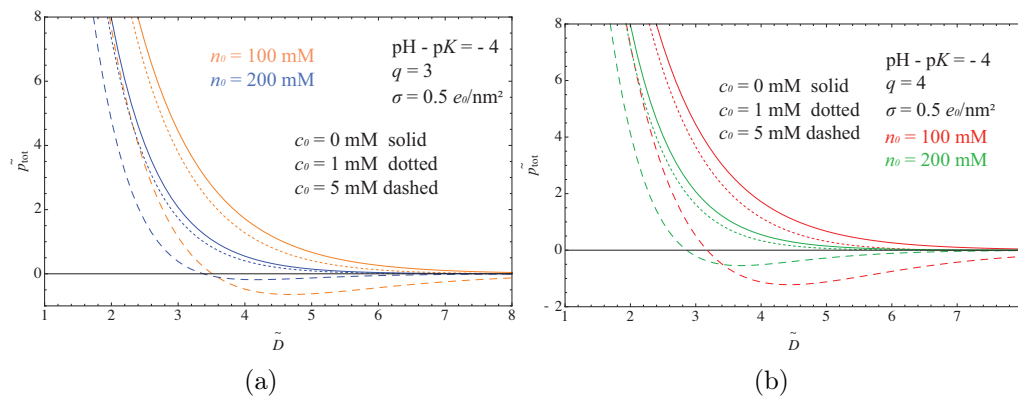 n₀ = 100 mM
n₀ = 200 mM
pH - pK = - 4
q = 3
σ = 0.5 e₀/nm²
c₀ = 0 mM solid
c₀ = 1 mM dotted
c₀ = 5 mM dashed
p̃tot
8
6
4
2
0
1 2 3 4 5 6 7 8
D̃
(a)
c₀ = 0 mM solid
c₀ = 1 mM dotted
c₀ = 5 mM dashed
pH - pK = - 4
q = 4
σ = 0.5 e₀/nm²
n₀ = 100 mM
n₀ = 200 mM
p̃tot
8
6
4
2
0
- 2
1 2 3 4 5 6 7
D̃
(b)